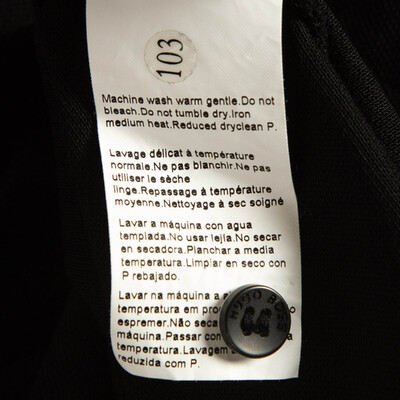 103
Machine wash warm gentle.Do not
bleach.Do not tumble dry.Iron
medium heat.Reduced dryclean P.
Lavage délicat à température
normale.Ne pas blanchir.Ne pas
utiliser le sèche
linge.Repassage à température
moyenne.Nettoyage à sec soigné
Lavar a máquina con agua
templada.No usar lejía.No secar
en secadora.Planchar a media
temperatura.Limpiar en seco con
P rebajado.
Lavar na máquina a
temperatura em
espremer.Não
máquina.Passar
temperatura.Lavagem
reduzida com P.
HUGO BOSS